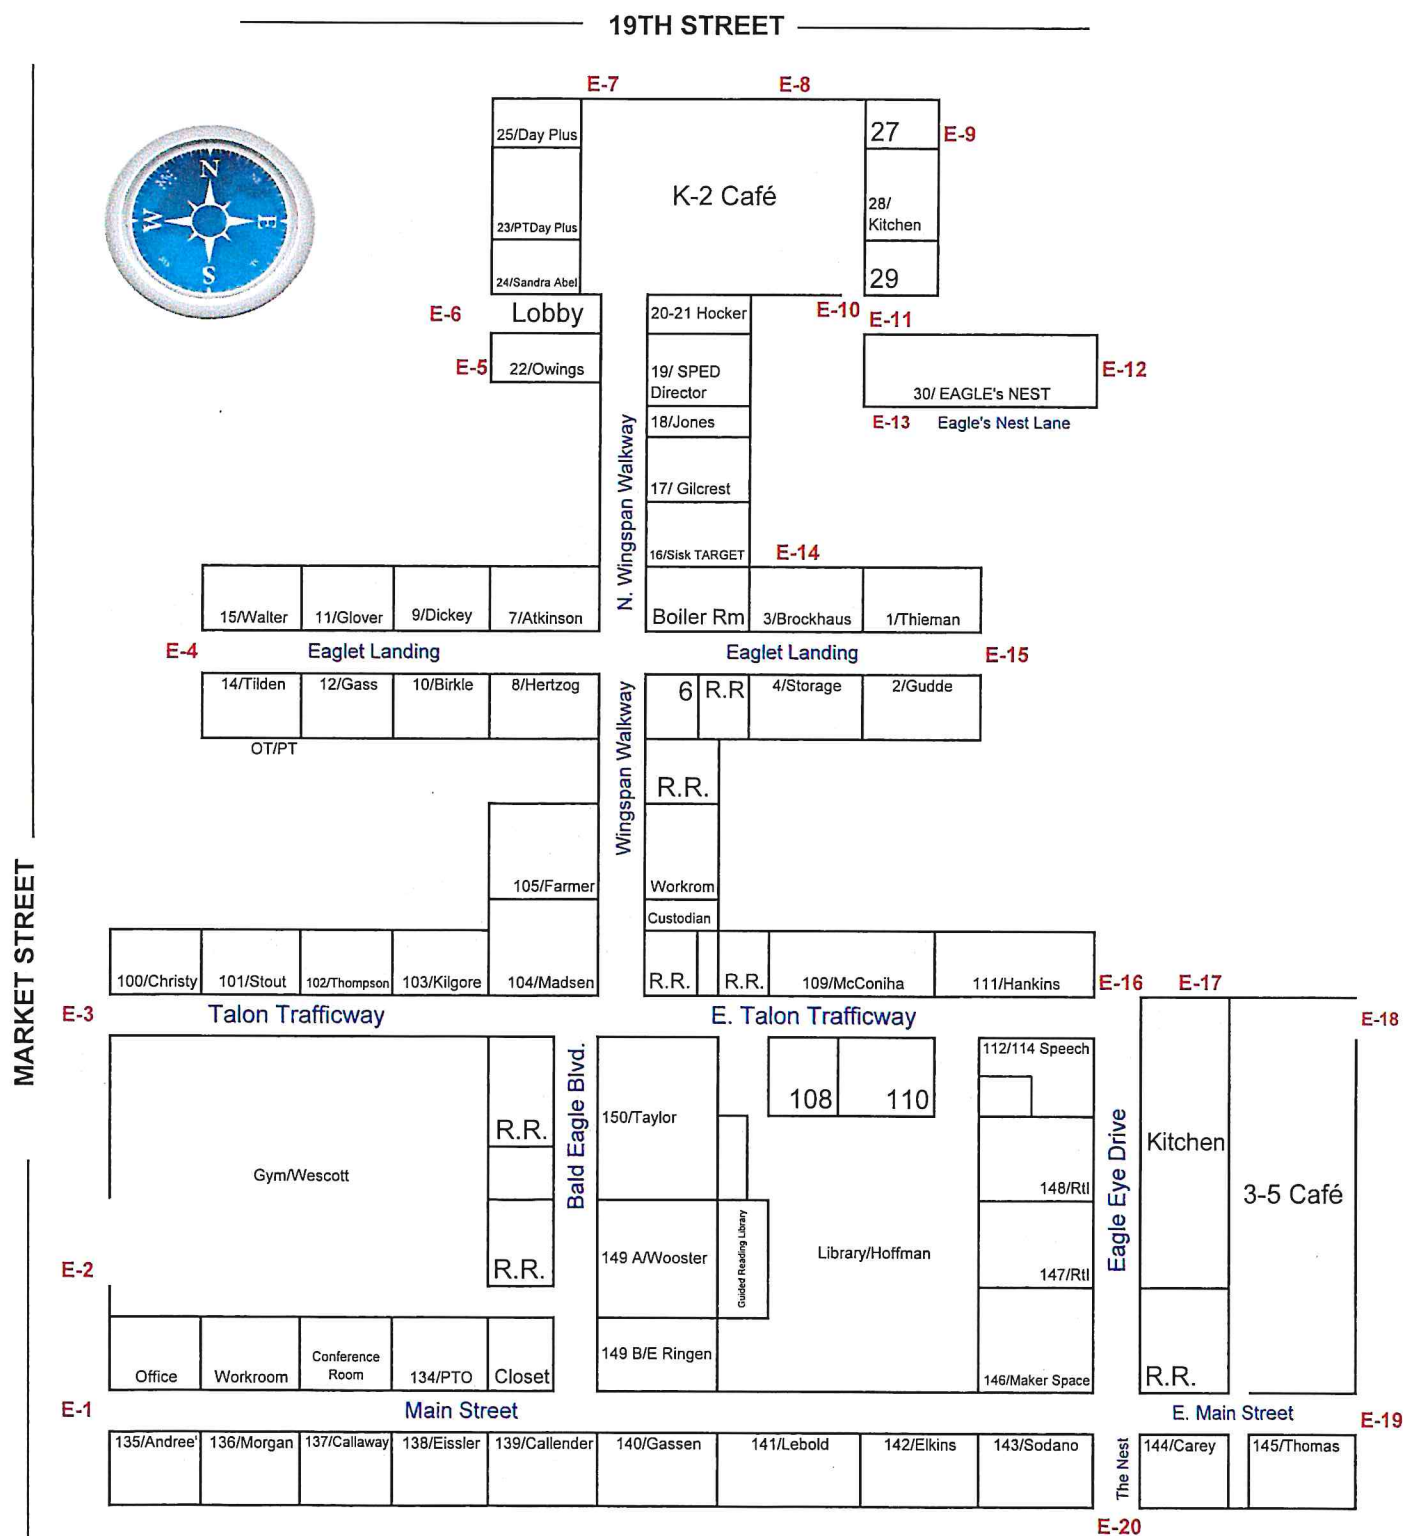 19TH STREET
E-7
E-8
25/Day Plus
27
E-9
N
W
E
S
K-2 Café
28/
Kitchen
23/PTDay Plus
24/Sandra Abel
29
E-6
Lobby
20-21 Hocker
E-10
E-11
E-5
22/Owings
19/ SPED
Director
E-12
30/ EAGLE's NEST
18/Jones
E-13
Eagle's Nest Lane
N. Wingspan Walkway
17/ Gilcrest
16/Sisk TARGET
E-14
15/Walter
11/Glover
9/Dickey
7/Atkinson
Boiler Rm
3/Brockhaus
1/Thieman
E-4
Eaglet Landing
Eaglet Landing
E-15
14/Tilden
12/Gass
10/Birkle
8/Hertzog
6
R.R
4/Storage
2/Gudde
OT/PT
Wingspan Walkway
R.R.
105/Farmer
Workrom
Custodian
MARKET STREET
100/Christy
101/Stout
102/Thompson
103/Kilgore
104/Madsen
R.R.
R.R.
109/McConiha
111/Hankins
E-16
E-17
E-3
Talon Trafficway
E. Talon Trafficway
E-18
112/114 Speech
108
110
R.R.
Bald Eagle Blvd.
150/Taylor
Eagle Eye Drive
Kitchen
Gym/Wescott
148/Rtl
3-5 Café
E-2
R.R.
149 A/Wooster
Guided Reading Library
Library/Hoffman
147/Rtl
Office
Workroom
Conference
Room
134/PTO
Closet
149 B/E Ringen
146/Maker Space
R.R.
E-1
Main Street
E. Main Street
E-19
135/Andree'
136/Morgan
137/Callaway
138/Eissler
139/Callender
140/Gassen
141/Lebold
142/Elkins
143/Sodano
The Nest
144/Carey
145/Thomas
E-20